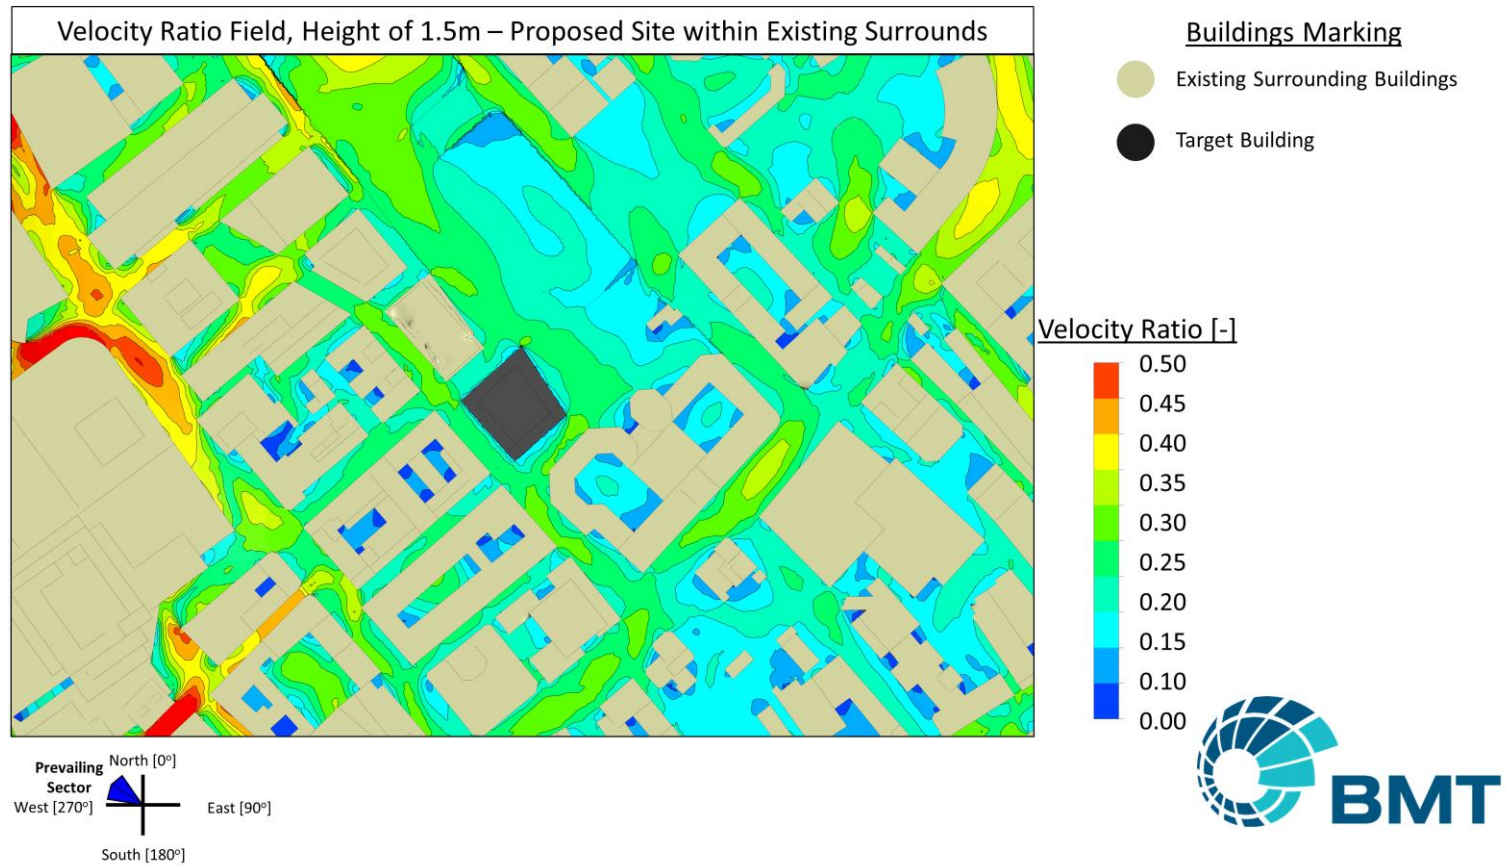 Velocity Ratio Field, Height of 1.5m – Proposed Site within Existing Surrounds
Buildings Marking
Existing Surrounding Buildings
Target Building
Velocity Ratio [-]
0.50
0.45
0.40
0.35
0.30
0.25
0.20
0.15
0.10
0.00
North [0°]
Prevailing
Sector
West [270°]
East [90°]
South [180°]
BMT